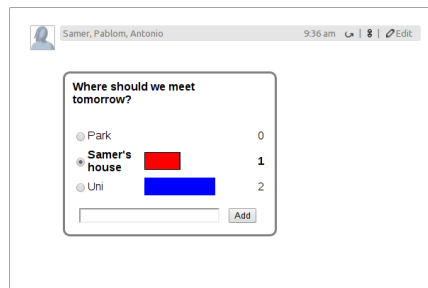 Samer, Pablom, Antonio 9:36 am | | Edit
Where should we meet
tomorrow?
Park 0
Samer's
house 1
Uni 2
Add